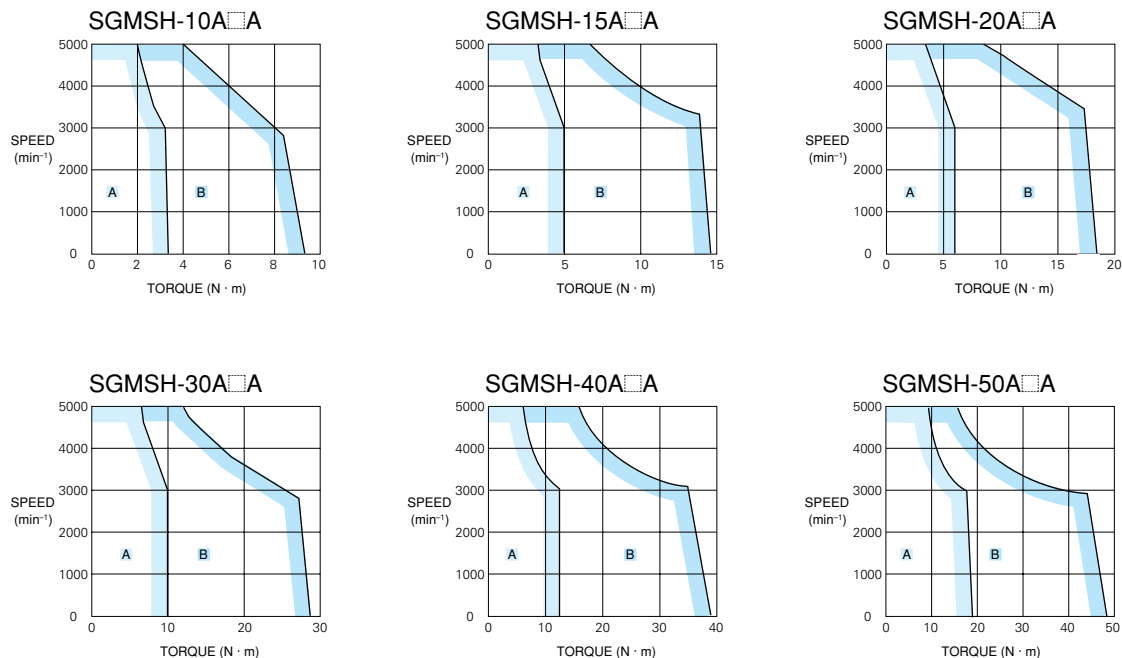 SGMSH-10A□A
SGMSH-15A□A
SGMSH-20A□A
5000
4000
3000
2000
1000
0
SPEED
(min⁻¹)
A
B
0 2 4 6 8 10
TORQUE (N · m)
5000
4000
3000
2000
1000
0
SPEED
(min⁻¹)
A
B
0 5 10 15
TORQUE (N · m)
5000
4000
3000
2000
1000
0
SPEED
(min⁻¹)
A
B
0 5 10 15 20
TORQUE (N · m)
SGMSH-30A□A
SGMSH-40A□A
SGMSH-50A□A
5000
4000
3000
2000
1000
0
SPEED
(min⁻¹)
A
B
0 10 20 30
TORQUE (N · m)
5000
4000
3000
2000
1000
0
SPEED
(min⁻¹)
A
B
0 10 20 30 40
TORQUE (N · m)
5000
4000
3000
2000
1000
0
SPEED
(min⁻¹)
A
B
0 10 20 30 40 50
TORQUE (N · m)